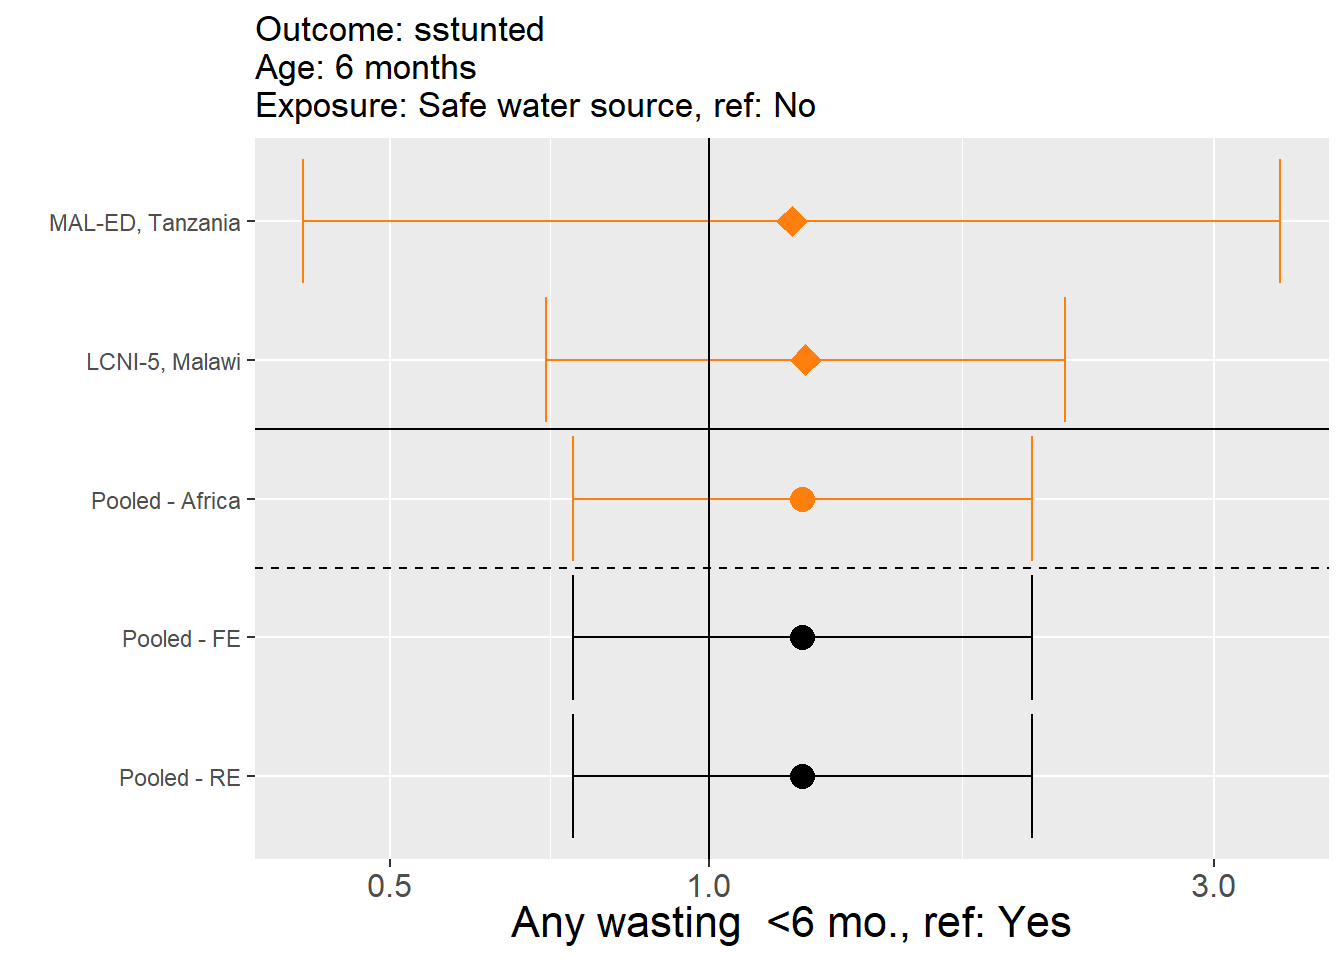 Outcome: sstunted
Age: 6 months
Exposure: Safe water source, ref: No
MAL-ED, Tanzania
LCNI-5, Malawi
Pooled - Africa
Pooled - FE
Pooled - RE
0.5 1.0 3.0
Any wasting  <6 mo., ref: Yes